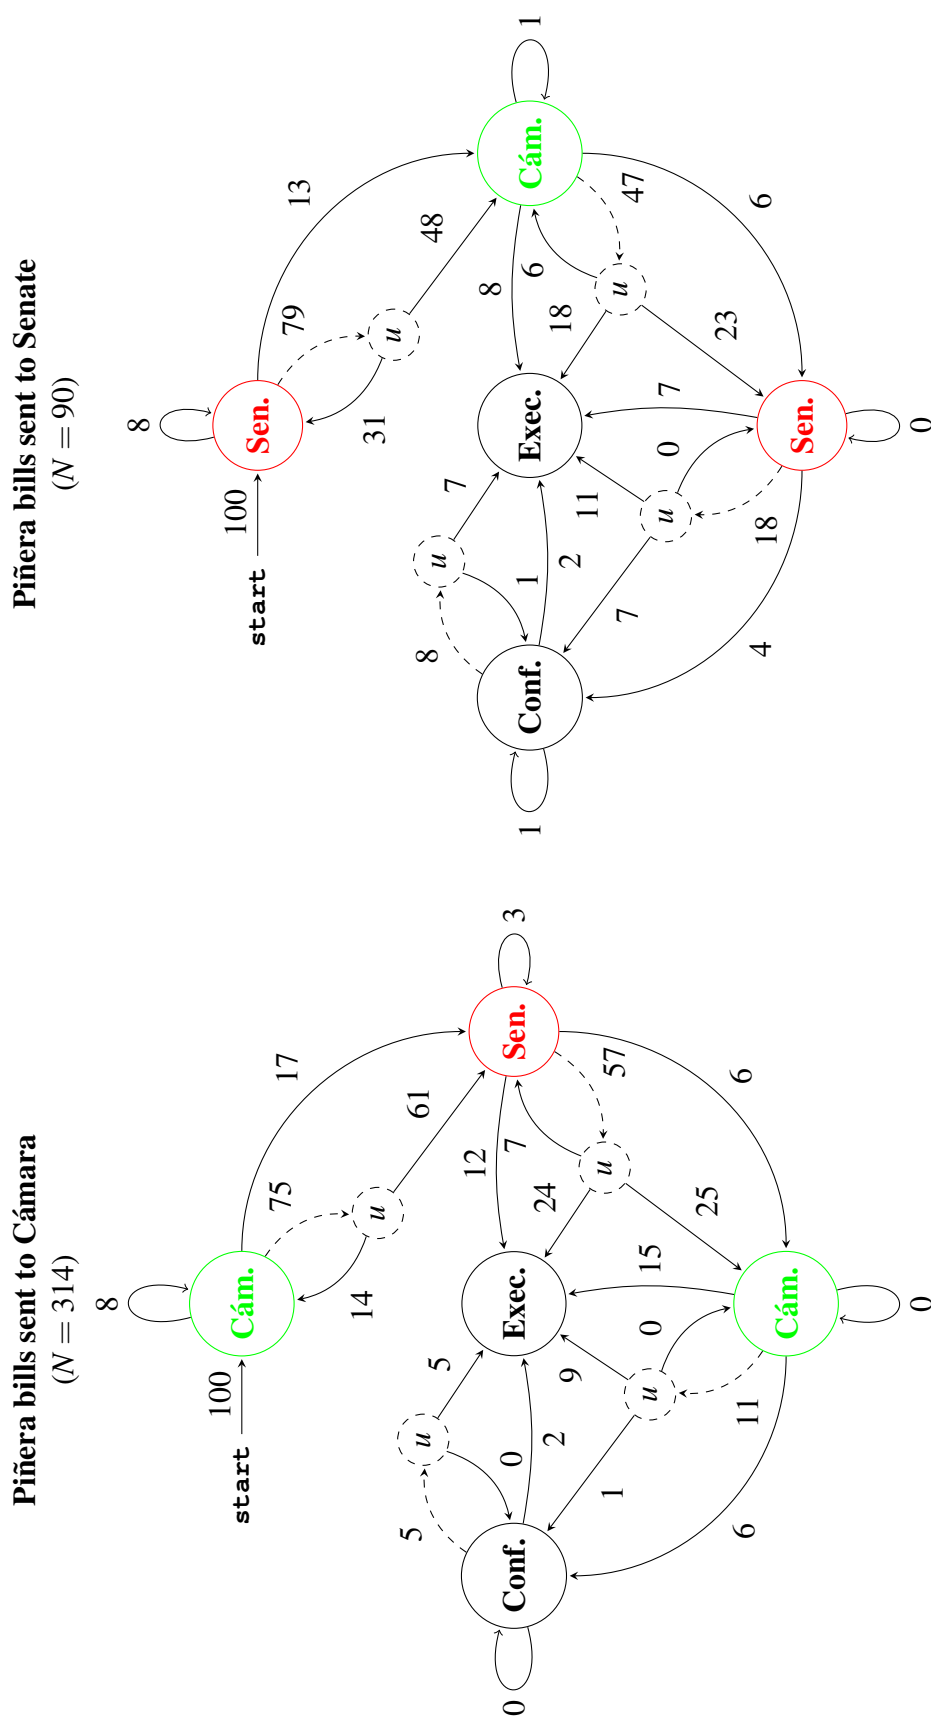 Piñera bills sent to Cámara
(N = 314)
8
Cám.
start
100
17
75
u
14
61
Sen.
3
12
7
57
24
u
25
6
Exec.
15
5
u
5
0
2
9
0
u
1
11
Conf.
0
6
Cám.
0
Piñera bills sent to Senate
(N = 90)
8
Sen.
start
100
13
79
u
31
48
Cám.
1
8
6
47
18
u
23
6
Exec.
7
7
u
8
1
2
11
0
u
7
18
Conf.
1
4
Sen.
0